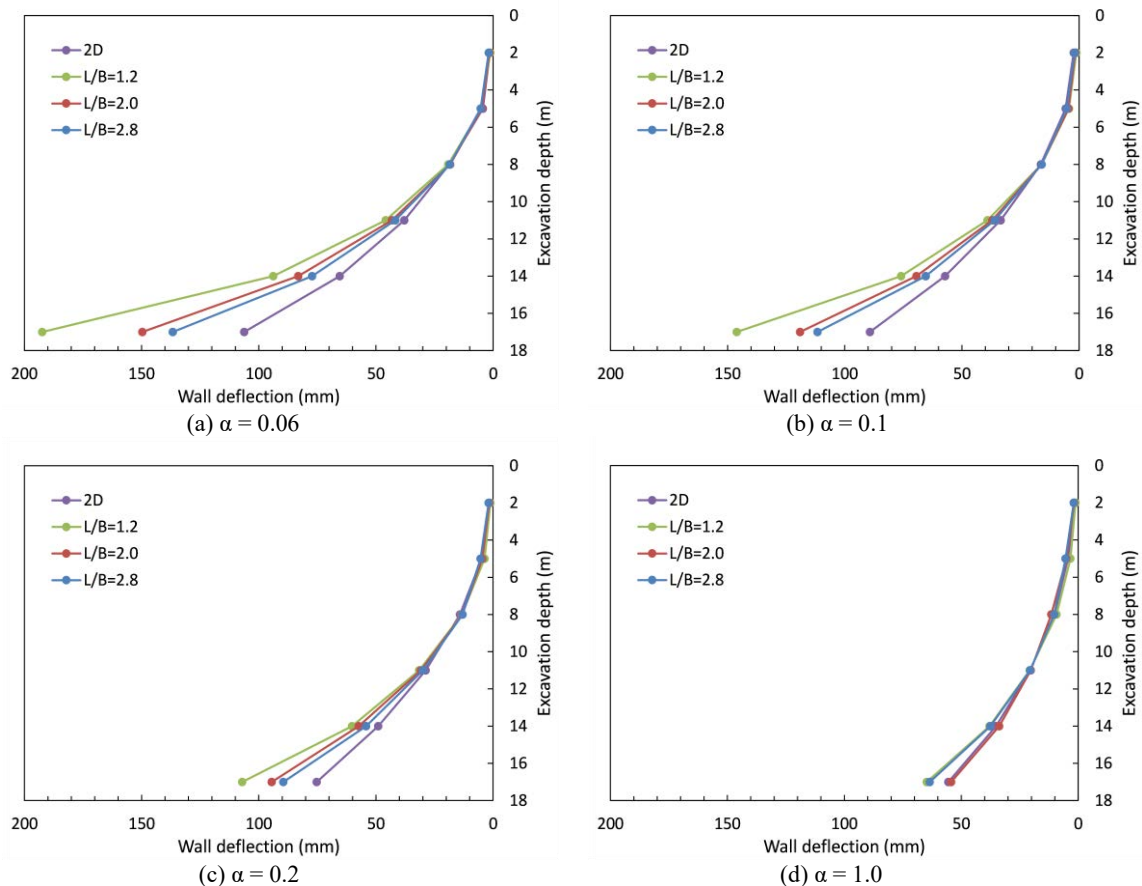 0
2
4
6
8
10
12
14
16
18
Excavation depth (m)
2D
L/B=1.2
L/B=2.0
L/B=2.8
200 150 100 50 0
Wall deflection (mm)
(a) α = 0.06
0
2
4
6
8
10
12
14
16
18
Excavation depth (m)
2D
L/B=1.2
L/B=2.0
L/B=2.8
200 150 100 50 0
Wall deflection (mm)
(b) α = 0.1
0
2
4
6
8
10
12
14
16
18
Excavation depth (m)
2D
L/B=1.2
L/B=2.0
L/B=2.8
200 150 100 50 0
Wall deflection (mm)
(c) α = 0.2
0
2
4
6
8
10
12
14
16
18
Excavation depth (m)
2D
L/B=1.2
L/B=2.0
L/B=2.8
200 150 100 50 0
Wall deflection (mm)
(d) α = 1.0